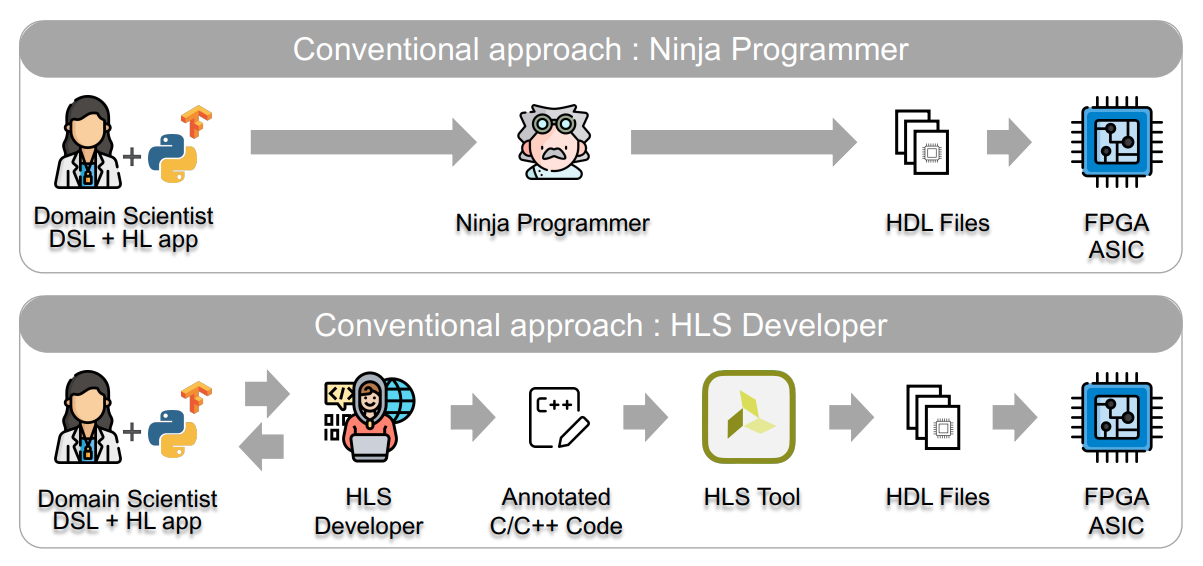 Conventional approach : Ninja Programmer
+
Domain Scientist
DSL + HL app
Ninja Programmer
HDL Files
FPGA
ASIC
Conventional approach : HLS Developer
+
</>
C++
Domain Scientist
DSL + HL app
HLS
Developer
Annotated
C/C++ Code
HLS Tool
HDL Files
FPGA
ASIC